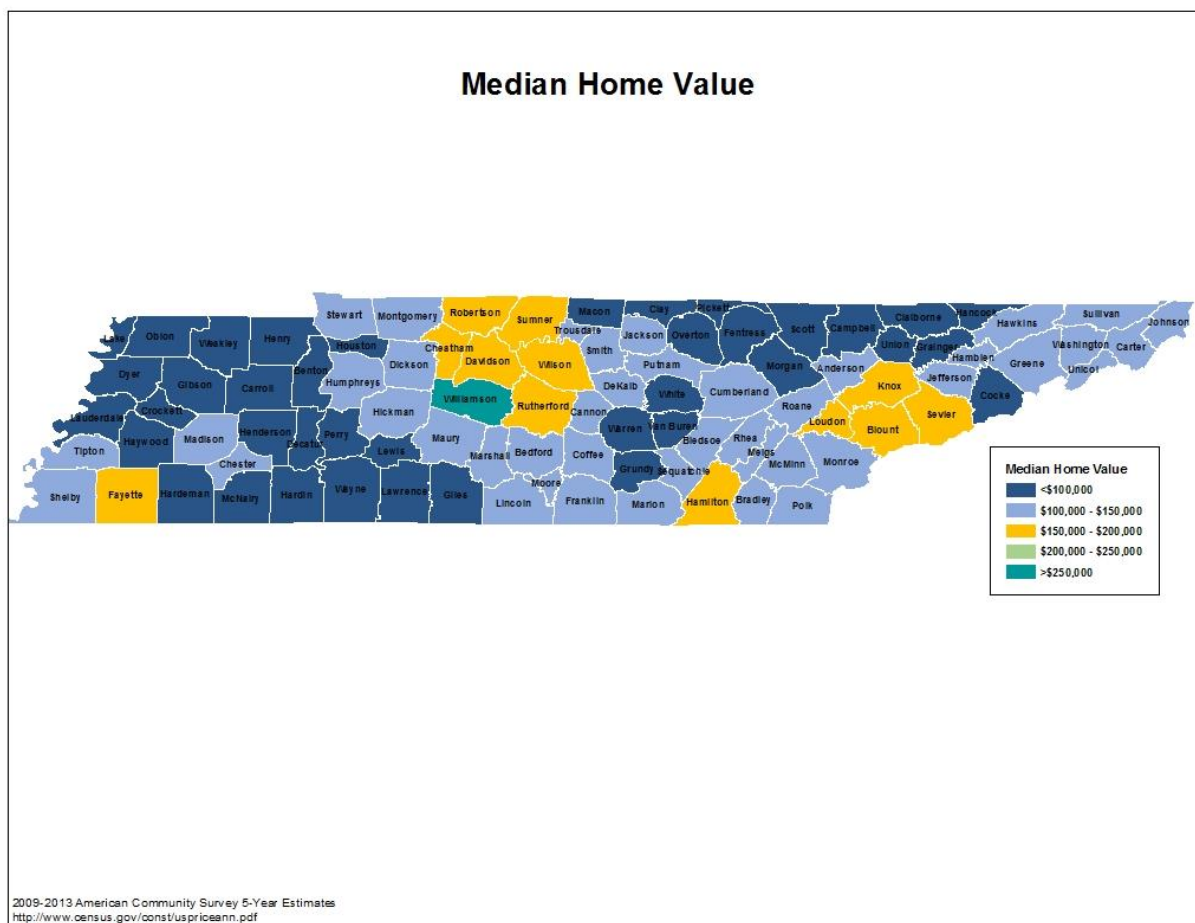 Median Home Value
Stewart
Montgomery
Robertson
Sumner
Macon
Clay
Pickett
Claiborne
Hancock
Hawkins
Sullivan
Johnson
Lake
Obion
Weakley
Henry
Houston
Cheatham
Davidson
Wilson
Trousdale
Smith
Jackson
Overton
Fentress
Scott
Campbell
Union
Grainger
Hamblen
Greene
Washington
Carter
Unicoi
Dyer
Gibson
Carroll
Benton
Humphreys
Dickson
Williamson
Rutherford
DeKalb
Putnam
White
Cumberland
Morgan
Anderson
Knox
Jefferson
Sevier
Cocke
Lauderdale
Crockett
Haywood
Madison
Henderson
Decatur
Perry
Hickman
Lewis
Maury
Cannon
Warren
Van Buren
Bledsoe
Rhea
Roane
Loudon
Blount
Tipton
Chester
Marshall
Bedford
Coffee
Grundy
Sequatchie
Meigs
McMinn
Monroe
Shelby
Fayette
Hardeman
McNairy
Hardin
Wayne
Lawrence
Giles
Lincoln
Moore
Franklin
Marion
Hamilton
Bradley
Polk
Median Home Value
<$100,000
$100,000 - $150,000
$150,000 - $200,000
$200,000 - $250,000
>$250,000
2009-2013 American Community Survey 5-Year Estimates
http://www.census.gov/const/uspriceann.pdf